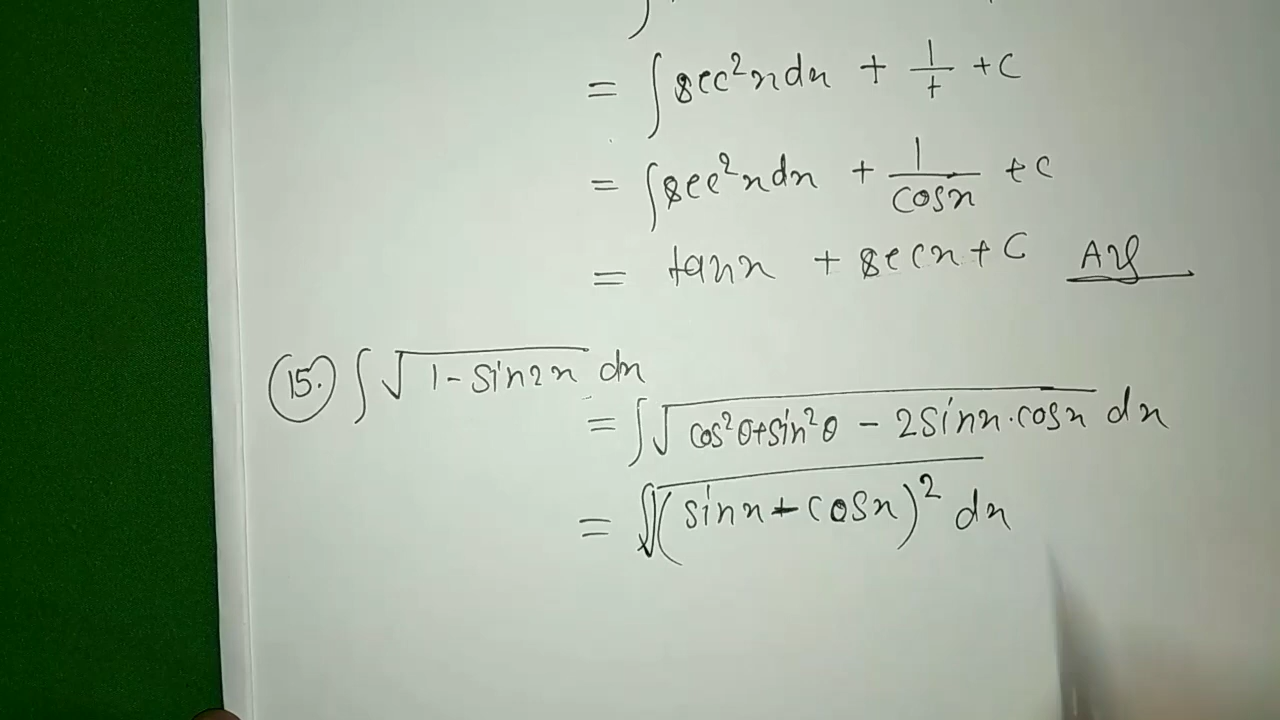 = ∫sec²x dx + 1/t + C
= ∫sec²x dx + 1/cosx + C
= tanx + secx + C Ans
15. ∫√(1 - sin2x) dx
= ∫√(cos²θ+sin²θ - 2sinx.cosx) dx
= ∫√(sinx - cosx)² dx